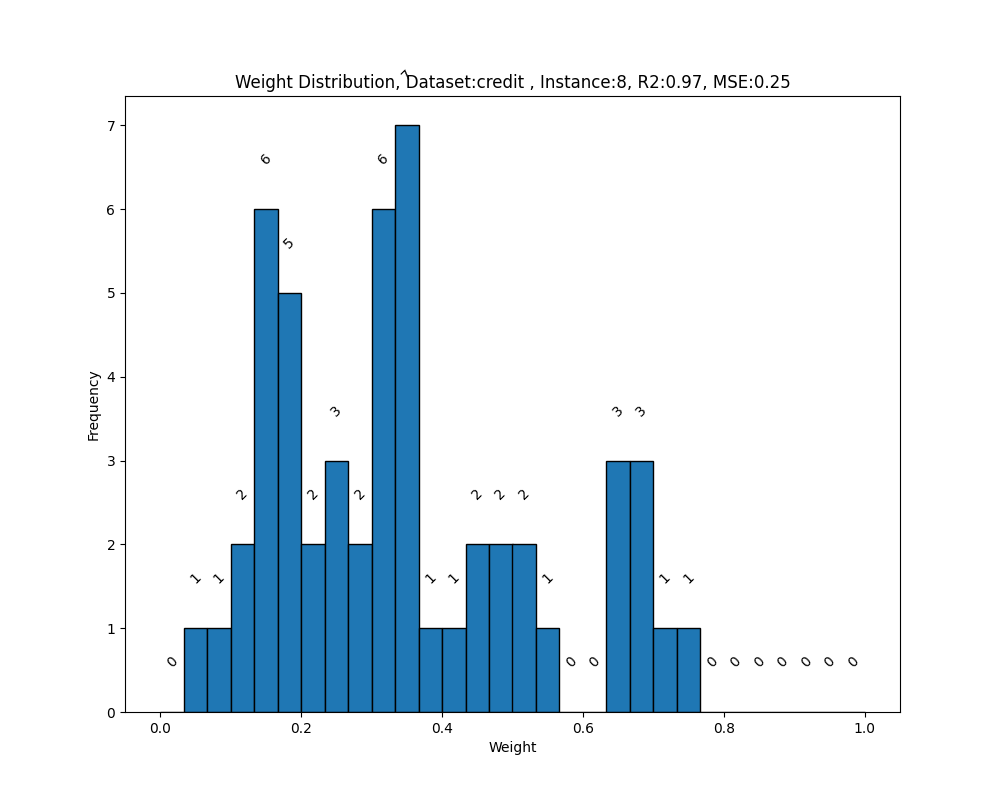 7
Weight Distribution, Dataset:credit , Instance:8, R2:0.97, MSE:0.25
7
6 6
6
5
5
4
3 3 3
3
2 2 2 2 2 2
2
1 1 1 1 1 1 1
1
0 0 0 0 0 0 0 0 0 0
0
Frequency
0.0 0.2 0.4 0.6 0.8 1.0
Weight